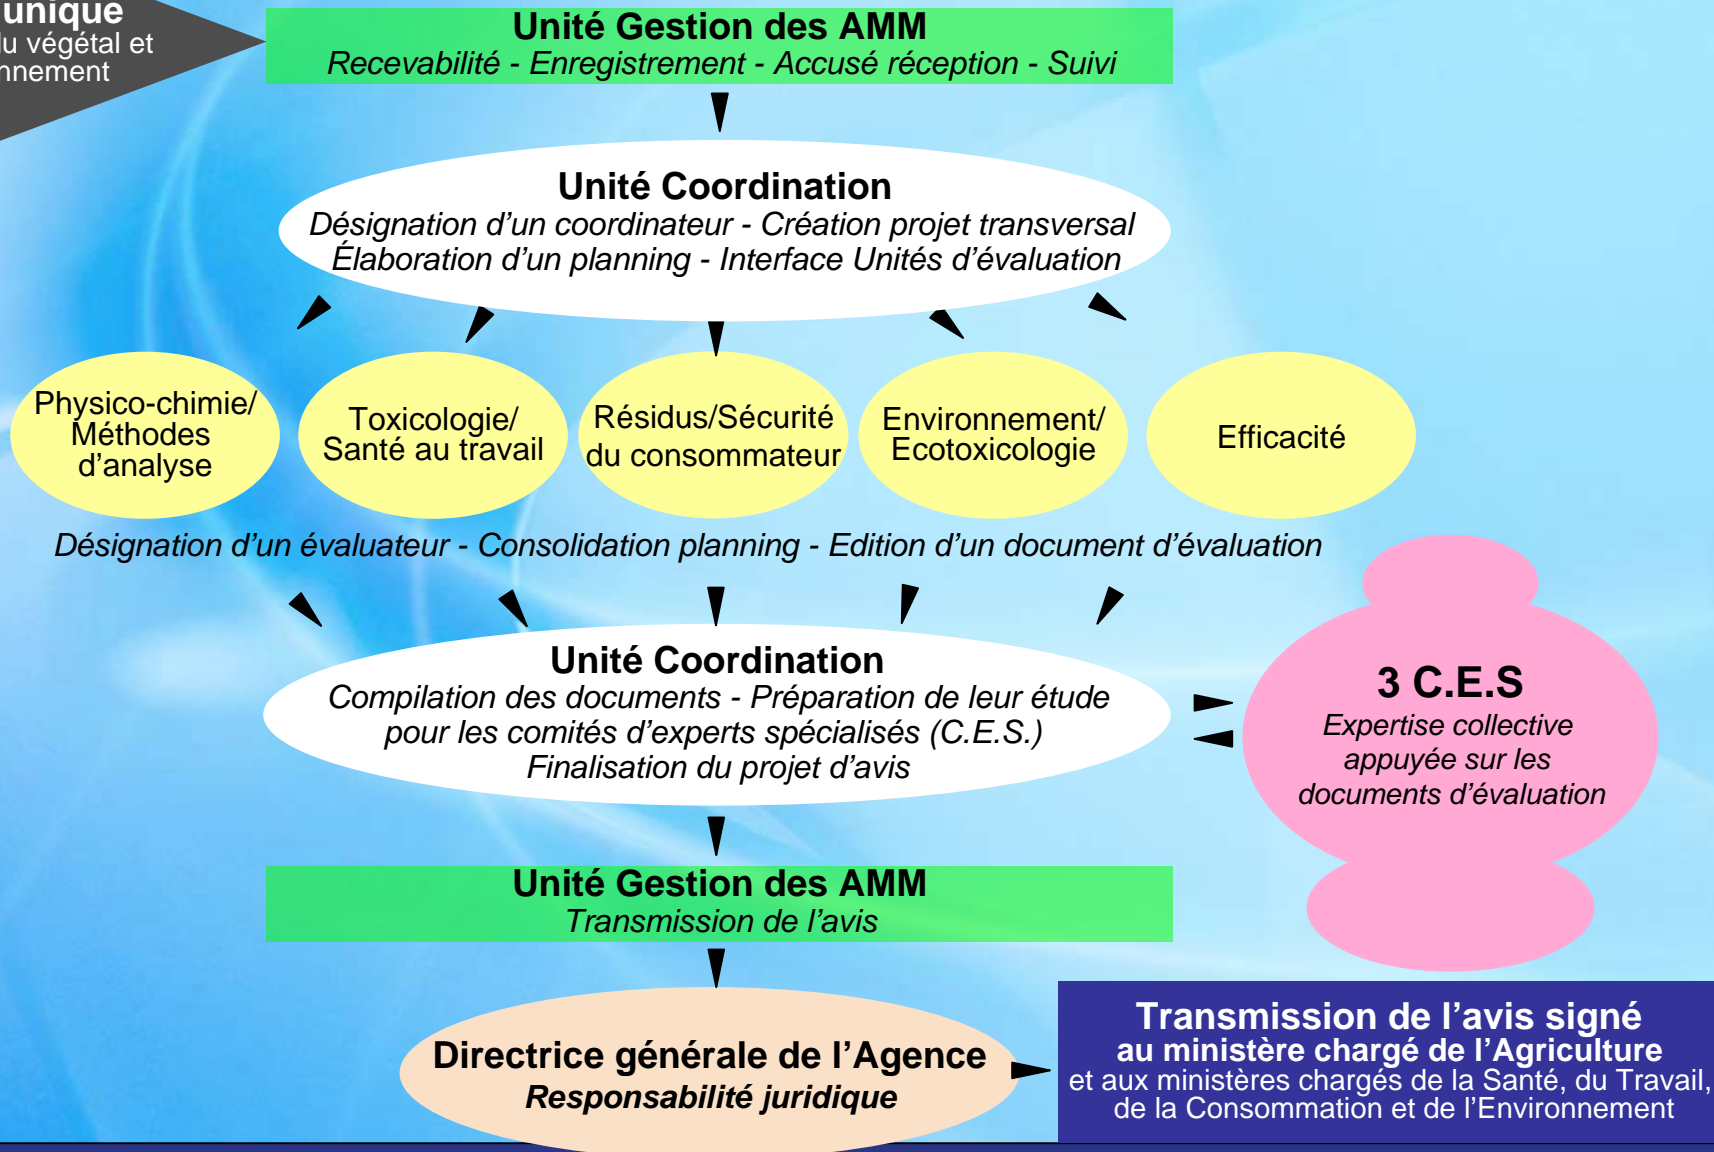 unique
du végétal et
Unité Gestion des AMM
Recevabilité - Enregistrement - Accusé réception - Suivi
Unité Coordination
Désignation d’un coordinateur - Création projet transversal
Élaboration d’un planning - Interface Unités d’évaluation
Physico-chimie/
Méthodes
d’analyse
Toxicologie/
Santé au travail
Résidus/Sécurité
du consommateur
Environnement/
Ecotoxicologie
Efficacité
Désignation d’un évaluateur - Consolidation planning - Edition d’un document d’évaluation
Unité Coordination
Compilation des documents - Préparation de leur étude
pour les comités d’experts spécialisés (C.E.S.)
Finalisation du projet d’avis
3 C.E.S
Expertise collective
appuyée sur les
documents d’évaluation
Unité Gestion des AMM
Transmission de l’avis
Directrice générale de l’Agence
Responsabilité juridique
Transmission de l’avis signé
au ministère chargé de l’Agriculture
et aux ministères chargés de la Santé, du Travail,
de la Consommation et de l’Environnement